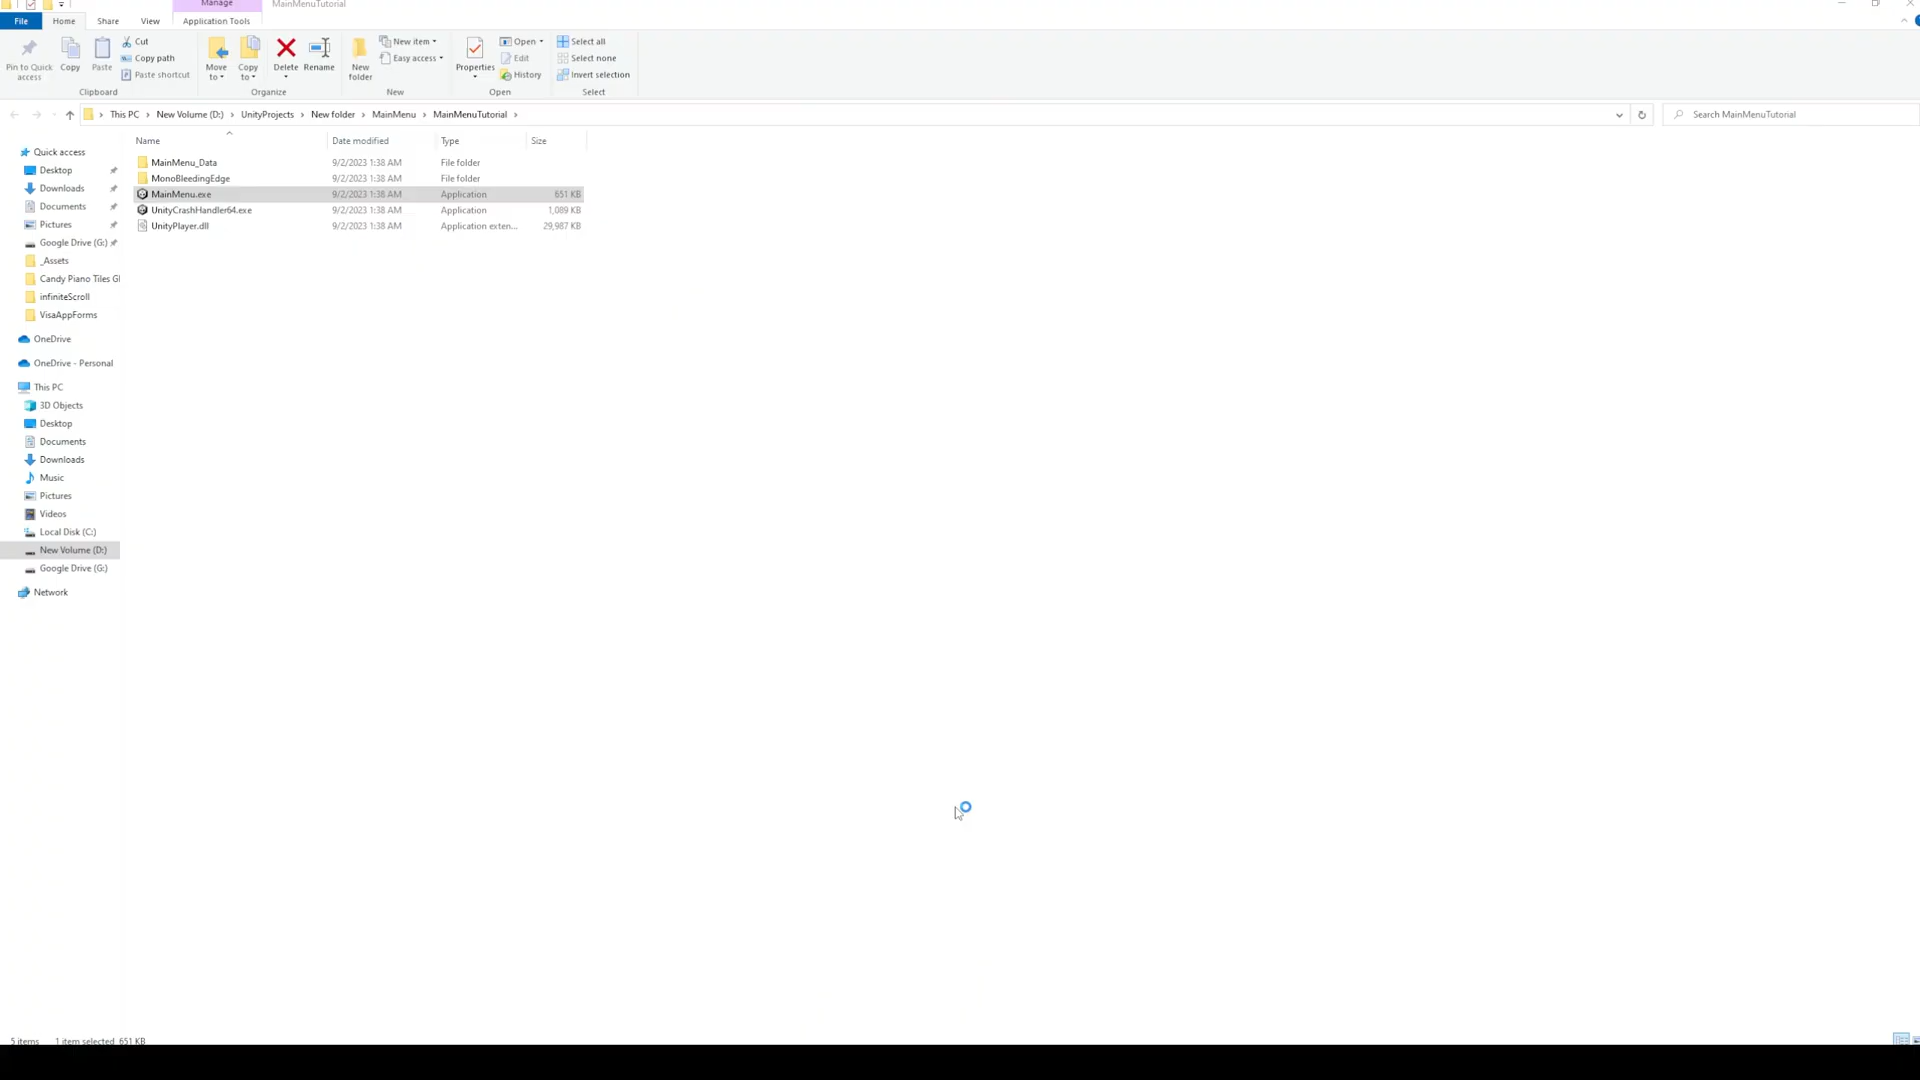 Manage
MainMenuTutorial
File
Home
Share
View
Application Tools
Pin to Quick
access
Copy
Paste
Cut
Copy path
Paste shortcut
Clipboard
Move
to
Copy
to
Delete
Rename
Organize
New
folder
New item
Easy access
New
Properties
Open
Edit
History
Open
Select all
Select none
Invert selection
Select
This PC > New Volume (D:) > UnityProjects > New folder > MainMenu > MainMenuTutorial >
Search MainMenuTutorial
Name Date modified Type Size
MainMenu_Data 9/2/2023 1:38 AM File folder
MonoBleedingEdge 9/2/2023 1:38 AM File folder
MainMenu.exe 9/2/2023 1:38 AM Application 651 KB
UnityCrashHandler64.exe 9/2/2023 1:38 AM Application 1,089 KB
UnityPlayer.dll 9/2/2023 1:38 AM Application exten... 29,987 KB
Quick access
Desktop
Downloads
Documents
Pictures
Google Drive (G:)
_Assets
Candy Piano Tiles Gl
infiniteScroll
VisaAppForms
OneDrive
OneDrive - Personal
This PC
3D Objects
Desktop
Documents
Downloads
Music
Pictures
Videos
Local Disk (C:)
New Volume (D:)
Google Drive (G:)
Network
5 items 1 item selected 651 KB